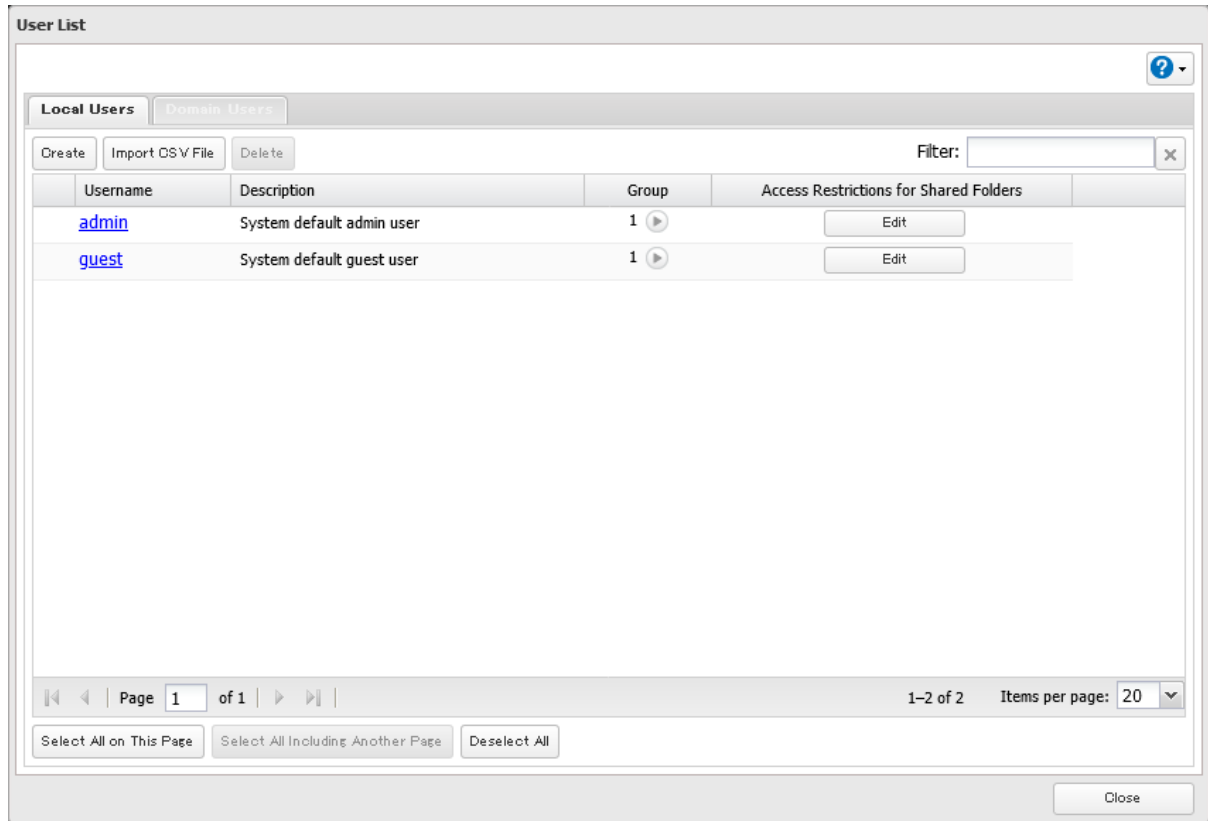 User List
Local Users Domain Users
Create Import CSV File Delete Filter:
Username Description Group Access Restrictions for Shared Folders
admin System default admin user 1 Edit
guest System default guest user 1 Edit
Page 1 of 1 1–2 of 2 Items per page: 20
Select All on This Page Select All Including Another Page Deselect All
Close